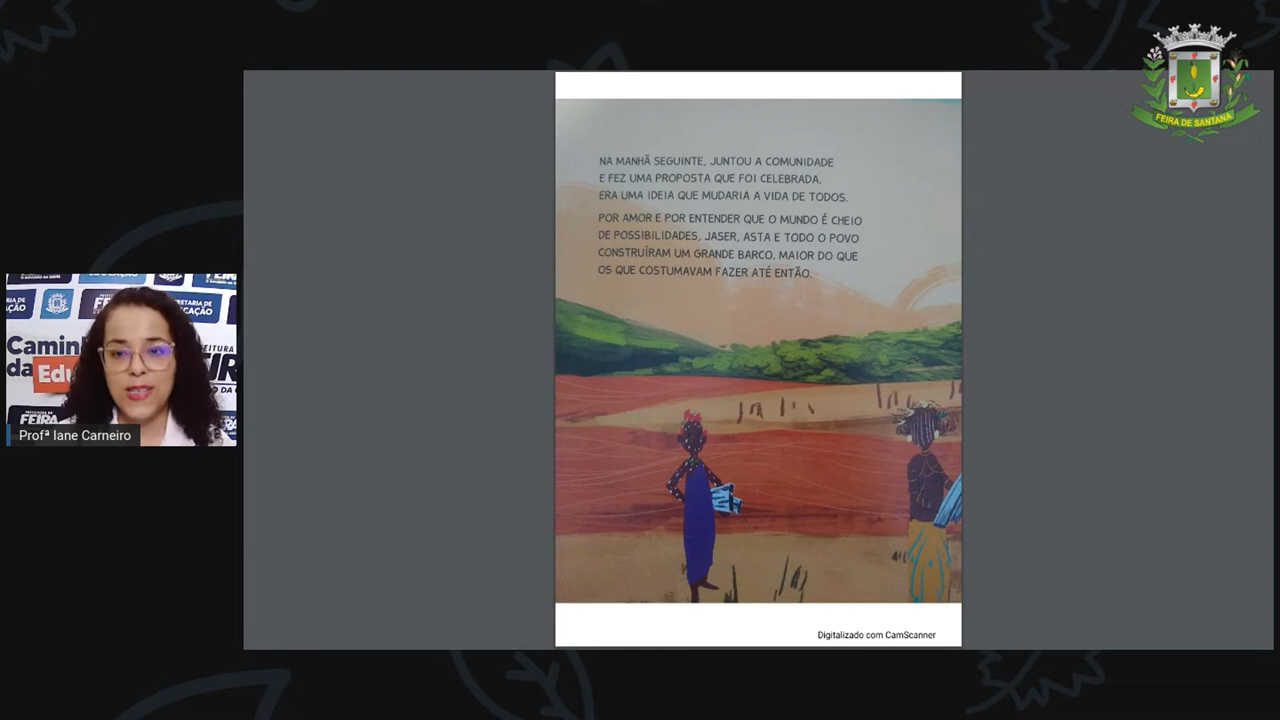 FEIRA DE SANTANA
NA MANHÃ SEGUINTE, JUNTOU A COMUNIDADE
E FEZ UMA PROPOSTA QUE FOI CELEBRADA.
ERA UMA IDEIA QUE MUDARIA A VIDA DE TODOS.
POR AMOR E POR ENTENDER QUE O MUNDO É CHEIO
DE POSSIBILIDADES, JASER, ASTA E TODO O POVO
CONSTRUÍRAM UM GRANDE BARCO. MAIOR DO QUE
OS QUE COSTUMAVAM FAZER ATÉ ENTÃO.
Camin
da Edu
FEIRA
Profª Iane Carneiro
Digitalizado com CamScanner